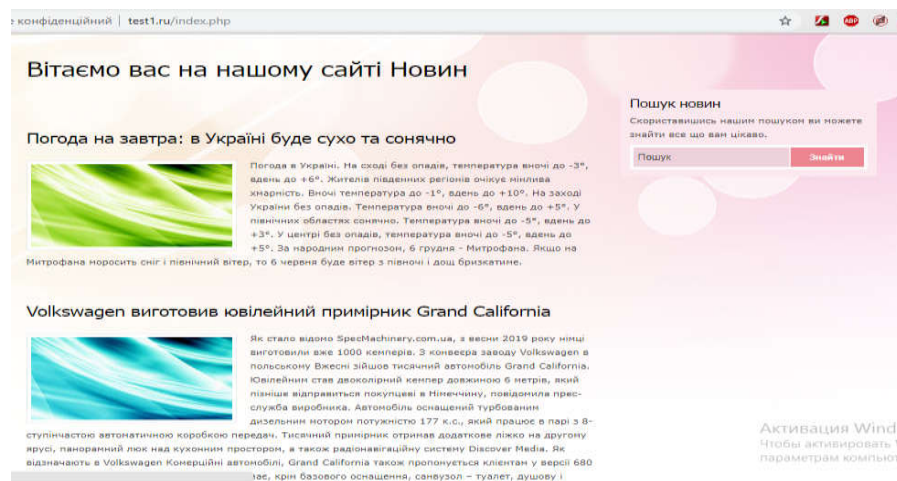 е конфіденційний | test1.ru/index.php
ABP
Вітаємо вас на нашому сайті Новин
Погода на завтра: в Україні буде сухо та сонячно
Погода в Україні. На сході без опадів, температура вночі до -3°,
вдень до +6°. Жителів південних регіонів очікує мінлива
хмарність. Вночі температура до -1°, вдень до +10°. На заході
України без опадів. Температура вночі до -6°, вдень до +5°. У
північних областях сонячно. Температура вночі до -5°, вдень до
+3°. У центрі без опадів, температура вночі до -5°, вдень до
+5°. За народним прогнозом, 6 грудня - Митрофана. Якщо на
Митрофана моросить сніг і північний вітер, то 6 червня буде вітер з півночі і дощ бризкатиме.
Volkswagen виготовив ювілейний примірник Grand California
Як стало відомо SpecMachinery.com.ua, з весни 2019 року німці
виготовили вже 1000 кемперів. З конвеєра заводу Volkswagen в
польському Вжесні зійшов тисячний автомобіль Grand California.
Ювілейним став двоколірний кемпер довжиною 6 метрів, який
пізніше відправиться покупцеві в Німеччину, повідомила прес-
служба виробника. Автомобіль оснащений турбованим
дизельним мотором потужністю 177 к.с., який працює в парі з 8-
ступінчастою автоматичною коробкою передач. Тисячний примірник отримав додаткове ліжко на другому
ярусі, панорамний люк над кухонним простором, а також радіонавігаційну систему Discover Media. Як
відзначають в Volkswagen Комерційні автомобілі, Grand California також пропонується клієнтам у версії 680
ає, крім базового оснащення, санвузол – туалет, душову і
Пошук новин
Скориставишись нашим пошуком ви можете
знайти все що вам цікаво.
Пошук
Знайти
Активация Wind
Чтобы активировать
параметрам компьют